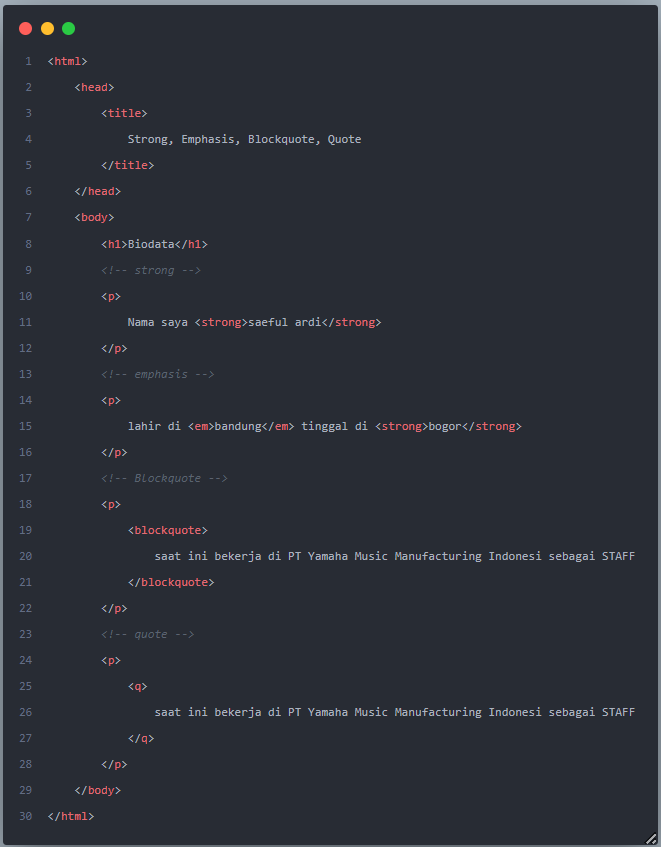 1 <html>
2     <head>
3         <title>
4             Strong, Emphasis, Blockquote, Quote
5         </title>
6     </head>
7     <body>
8         <h1>Biodata</h1>
9         <!-- strong -->
10         <p>
11             Nama saya <strong>saeful ardi</strong>
12         </p>
13         <!-- emphasis -->
14         <p>
15             lahir di <em>bandung</em> tinggal di <strong>bogor</strong>
16         </p>
17         <!-- Blockquote -->
18         <p>
19             <blockquote>
20                 saat ini bekerja di PT Yamaha Music Manufacturing Indonesi sebagai STAFF
21             </blockquote>
22         </p>
23         <!-- quote -->
24         <p>
25             <q>
26                 saat ini bekerja di PT Yamaha Music Manufacturing Indonesi sebagai STAFF
27             </q>
28         </p>
29     </body>
30 </html>